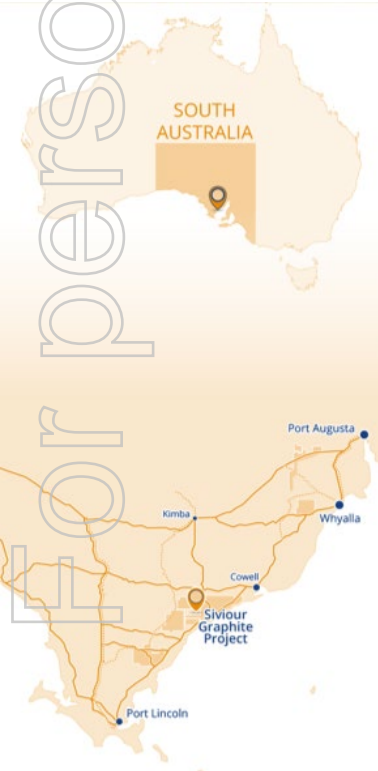 For perso
SOUTH
AUSTRALIA
Port Augusta
Kimba
Whyalla
Cowell
Siviour
Graphite
Project
Port Lincoln